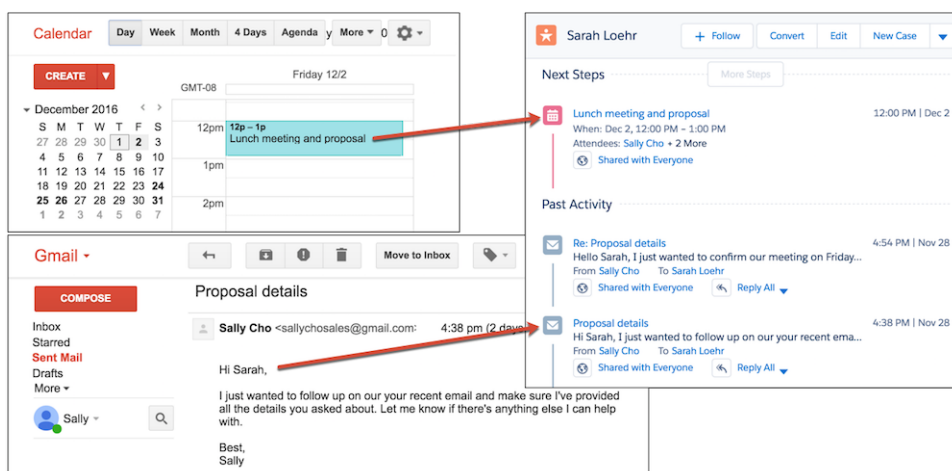 Calendar
Day Week Month 4 Days Agenda y More 0
CREATE
Friday 12/2
GMT-08
December 2016 < >
S M T W T F S
27 28 29 30 1 2 3
4 5 6 7 8 9 10
11 12 13 14 15 16 17
18 19 20 21 22 23 24
25 26 27 28 29 30 31
1 2 3 4 5 6 7
12pm
12p – 1p
Lunch meeting and proposal
1pm
2pm
Gmail
Move to Inbox
COMPOSE
Inbox
Starred
Sent Mail
Drafts
More
Sally
Proposal details
Sally Cho <sallychosales@gmail.com> 4:38 pm (2 days
Hi Sarah,
I just wanted to follow up on our your recent email and make sure I've provided
all the details you asked about. Let me know if there's anything else I can help
with.
Best,
Sally
Sarah Loehr
+ Follow Convert Edit New Case
Next Steps
More Steps
Lunch meeting and proposal 12:00 PM | Dec 2
When: Dec 2, 12:00 PM – 1:00 PM
Attendees: Sally Cho + 2 More
Shared with Everyone
Past Activity
Re: Proposal details 4:54 PM | Nov 28
Hello Sarah, I just wanted to confirm our meeting on Friday...
From Sally Cho To Sarah Loehr
Shared with Everyone Reply All
Proposal details 4:38 PM | Nov 28
Hi Sarah, I just wanted to follow up on our your recent ema...
From Sally Cho To Sarah Loehr
Shared with Everyone Reply All